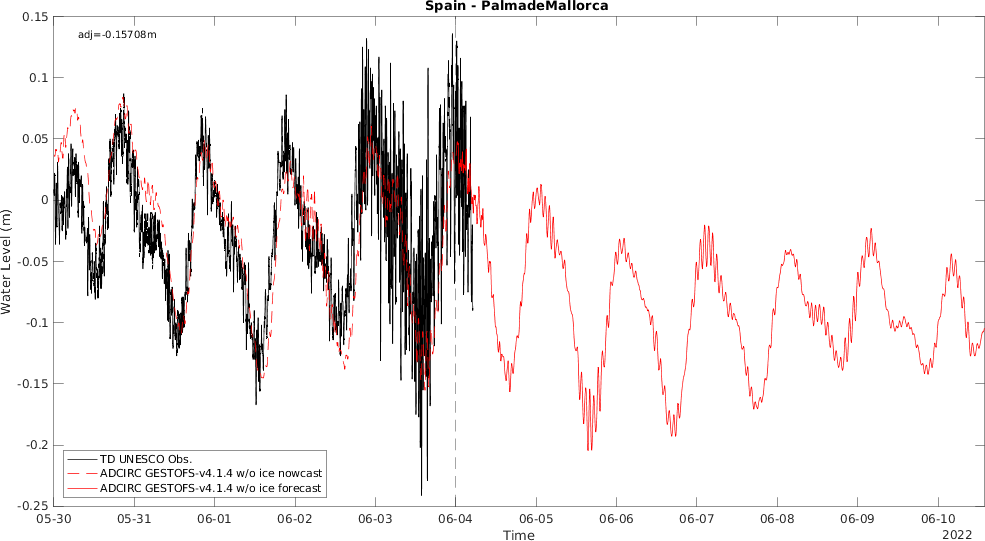 Spain - PalmadeMallorca
adj=-0.15708m
0.15
0.1
0.05
0
-0.05
-0.1
-0.15
-0.2
-0.25
Water Level (m)
TD UNESCO Obs.
ADCIRC GESTOFS-v4.1.4 w/o ice nowcast
ADCIRC GESTOFS-v4.1.4 w/o ice forecast
05-30 05-31 06-01 06-02 06-03 06-04 06-05 06-06 06-07 06-08 06-09 06-10
Time
2022